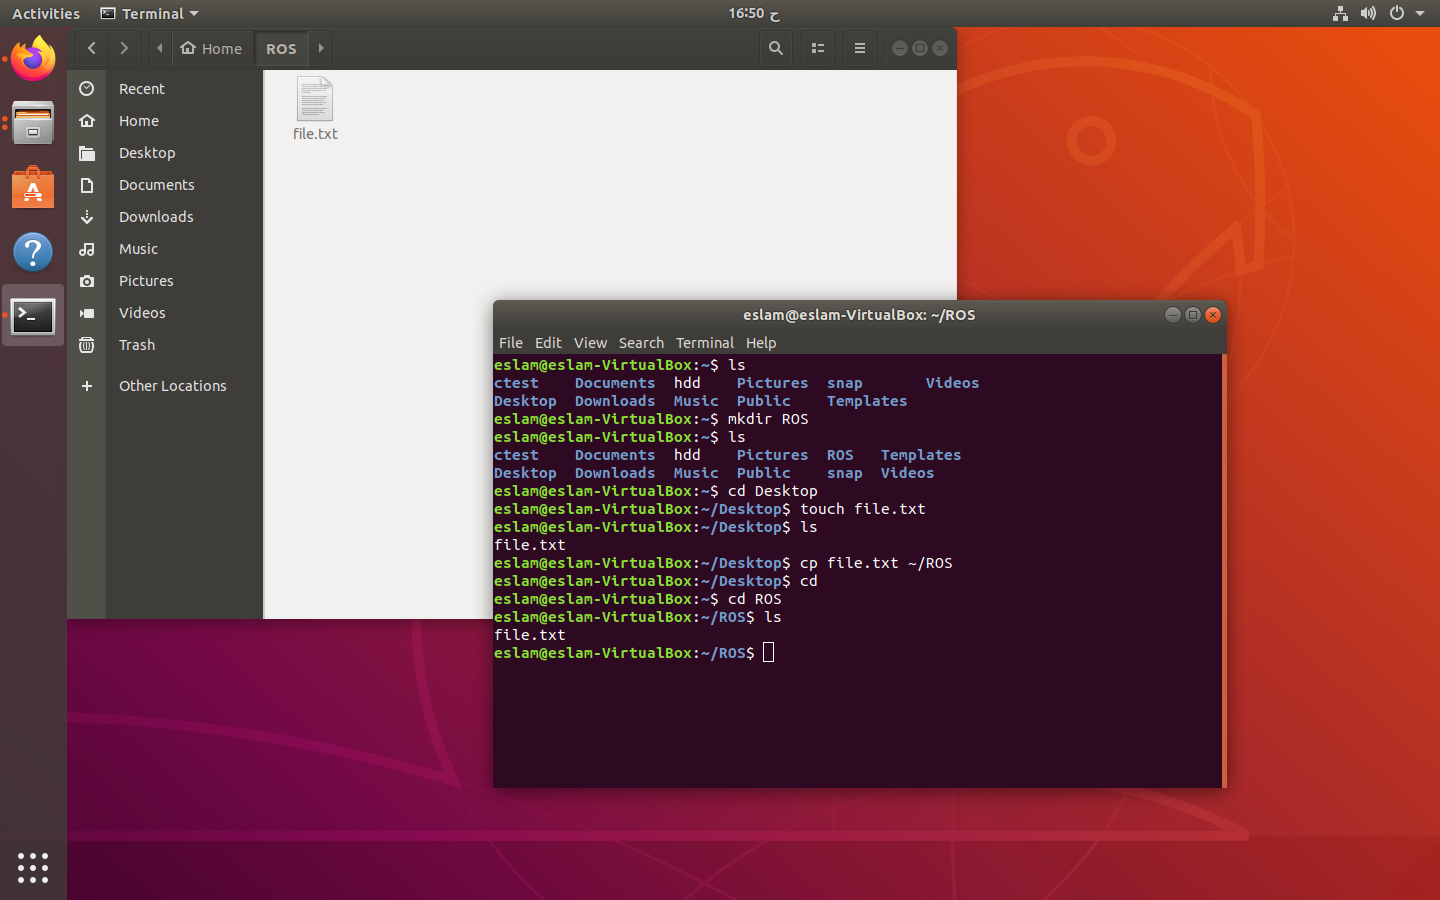 Activities Terminal 16:50 ح
Home ROS
Recent
Home
Desktop
Documents
Downloads
Music
Pictures
Videos
Trash
Other Locations
file.txt
eslam@eslam-VirtualBox: ~/ROS
File Edit View Search Terminal Help
eslam@eslam-VirtualBox:~$ ls
ctest    Documents  hdd    Pictures  snap       Videos
Desktop  Downloads  Music  Public    Templates
eslam@eslam-VirtualBox:~$ mkdir ROS
eslam@eslam-VirtualBox:~$ ls
ctest    Documents  hdd    Pictures  ROS   Templates
Desktop  Downloads  Music  Public    snap  Videos
eslam@eslam-VirtualBox:~$ cd Desktop
eslam@eslam-VirtualBox:~/Desktop$ touch file.txt
eslam@eslam-VirtualBox:~/Desktop$ ls
file.txt
eslam@eslam-VirtualBox:~/Desktop$ cp file.txt ~/ROS
eslam@eslam-VirtualBox:~/Desktop$ cd
eslam@eslam-VirtualBox:~$ cd ROS
eslam@eslam-VirtualBox:~/ROS$ ls
file.txt
eslam@eslam-VirtualBox:~/ROS$